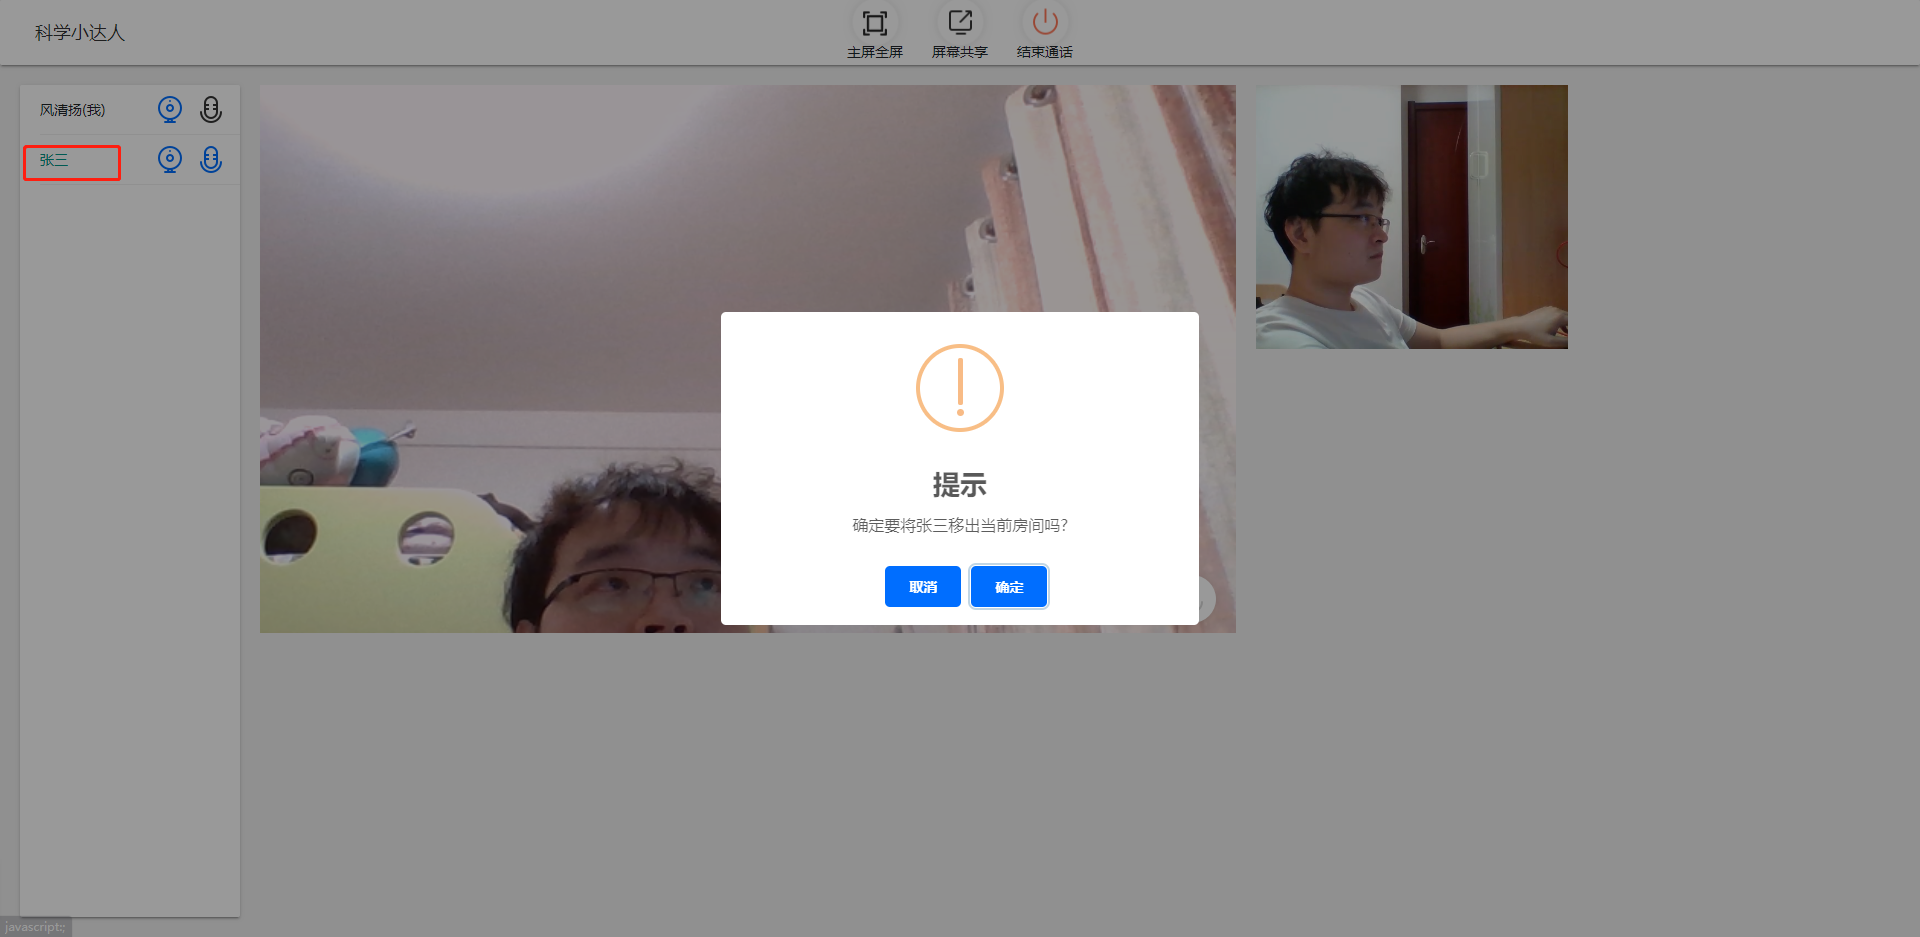 科学小达人
主屏全屏
屏幕共享
结束通话
风清扬(我)
张三
提示
确定要将张三移出当前房间吗?
取消
确定
javascript:;